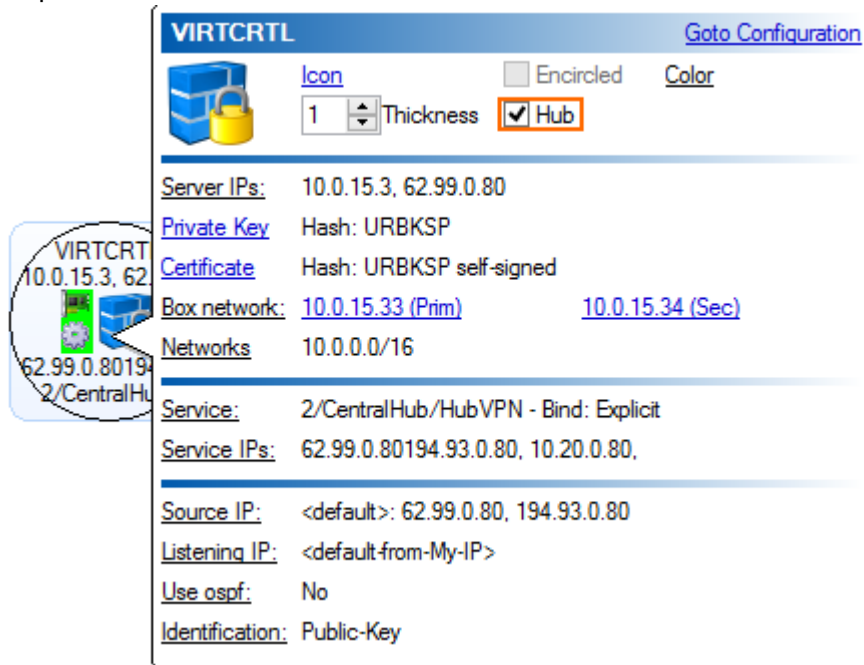 VIRTCRTL Goto Configuration
Icon Encircled Color
1 Thickness Hub
Server IPs: 10.0.15.3, 62.99.0.80
Private Key Hash: URBKSP
Certificate Hash: URBKSP self-signed
Box network: 10.0.15.33 (Prim) 10.0.15.34 (Sec)
Networks 10.0.0.0/16
Service: 2/CentralHub/HubVPN - Bind: Explicit
Service IPs: 62.99.0.80194.93.0.80, 10.20.0.80,
Source IP: <default>: 62.99.0.80, 194.93.0.80
Listening IP: <default-from-My-IP>
Use ospf: No
Identification: Public-Key
VIRTCRT
10.0.15.3, 62.
62.99.0.80194
2/CentralHu